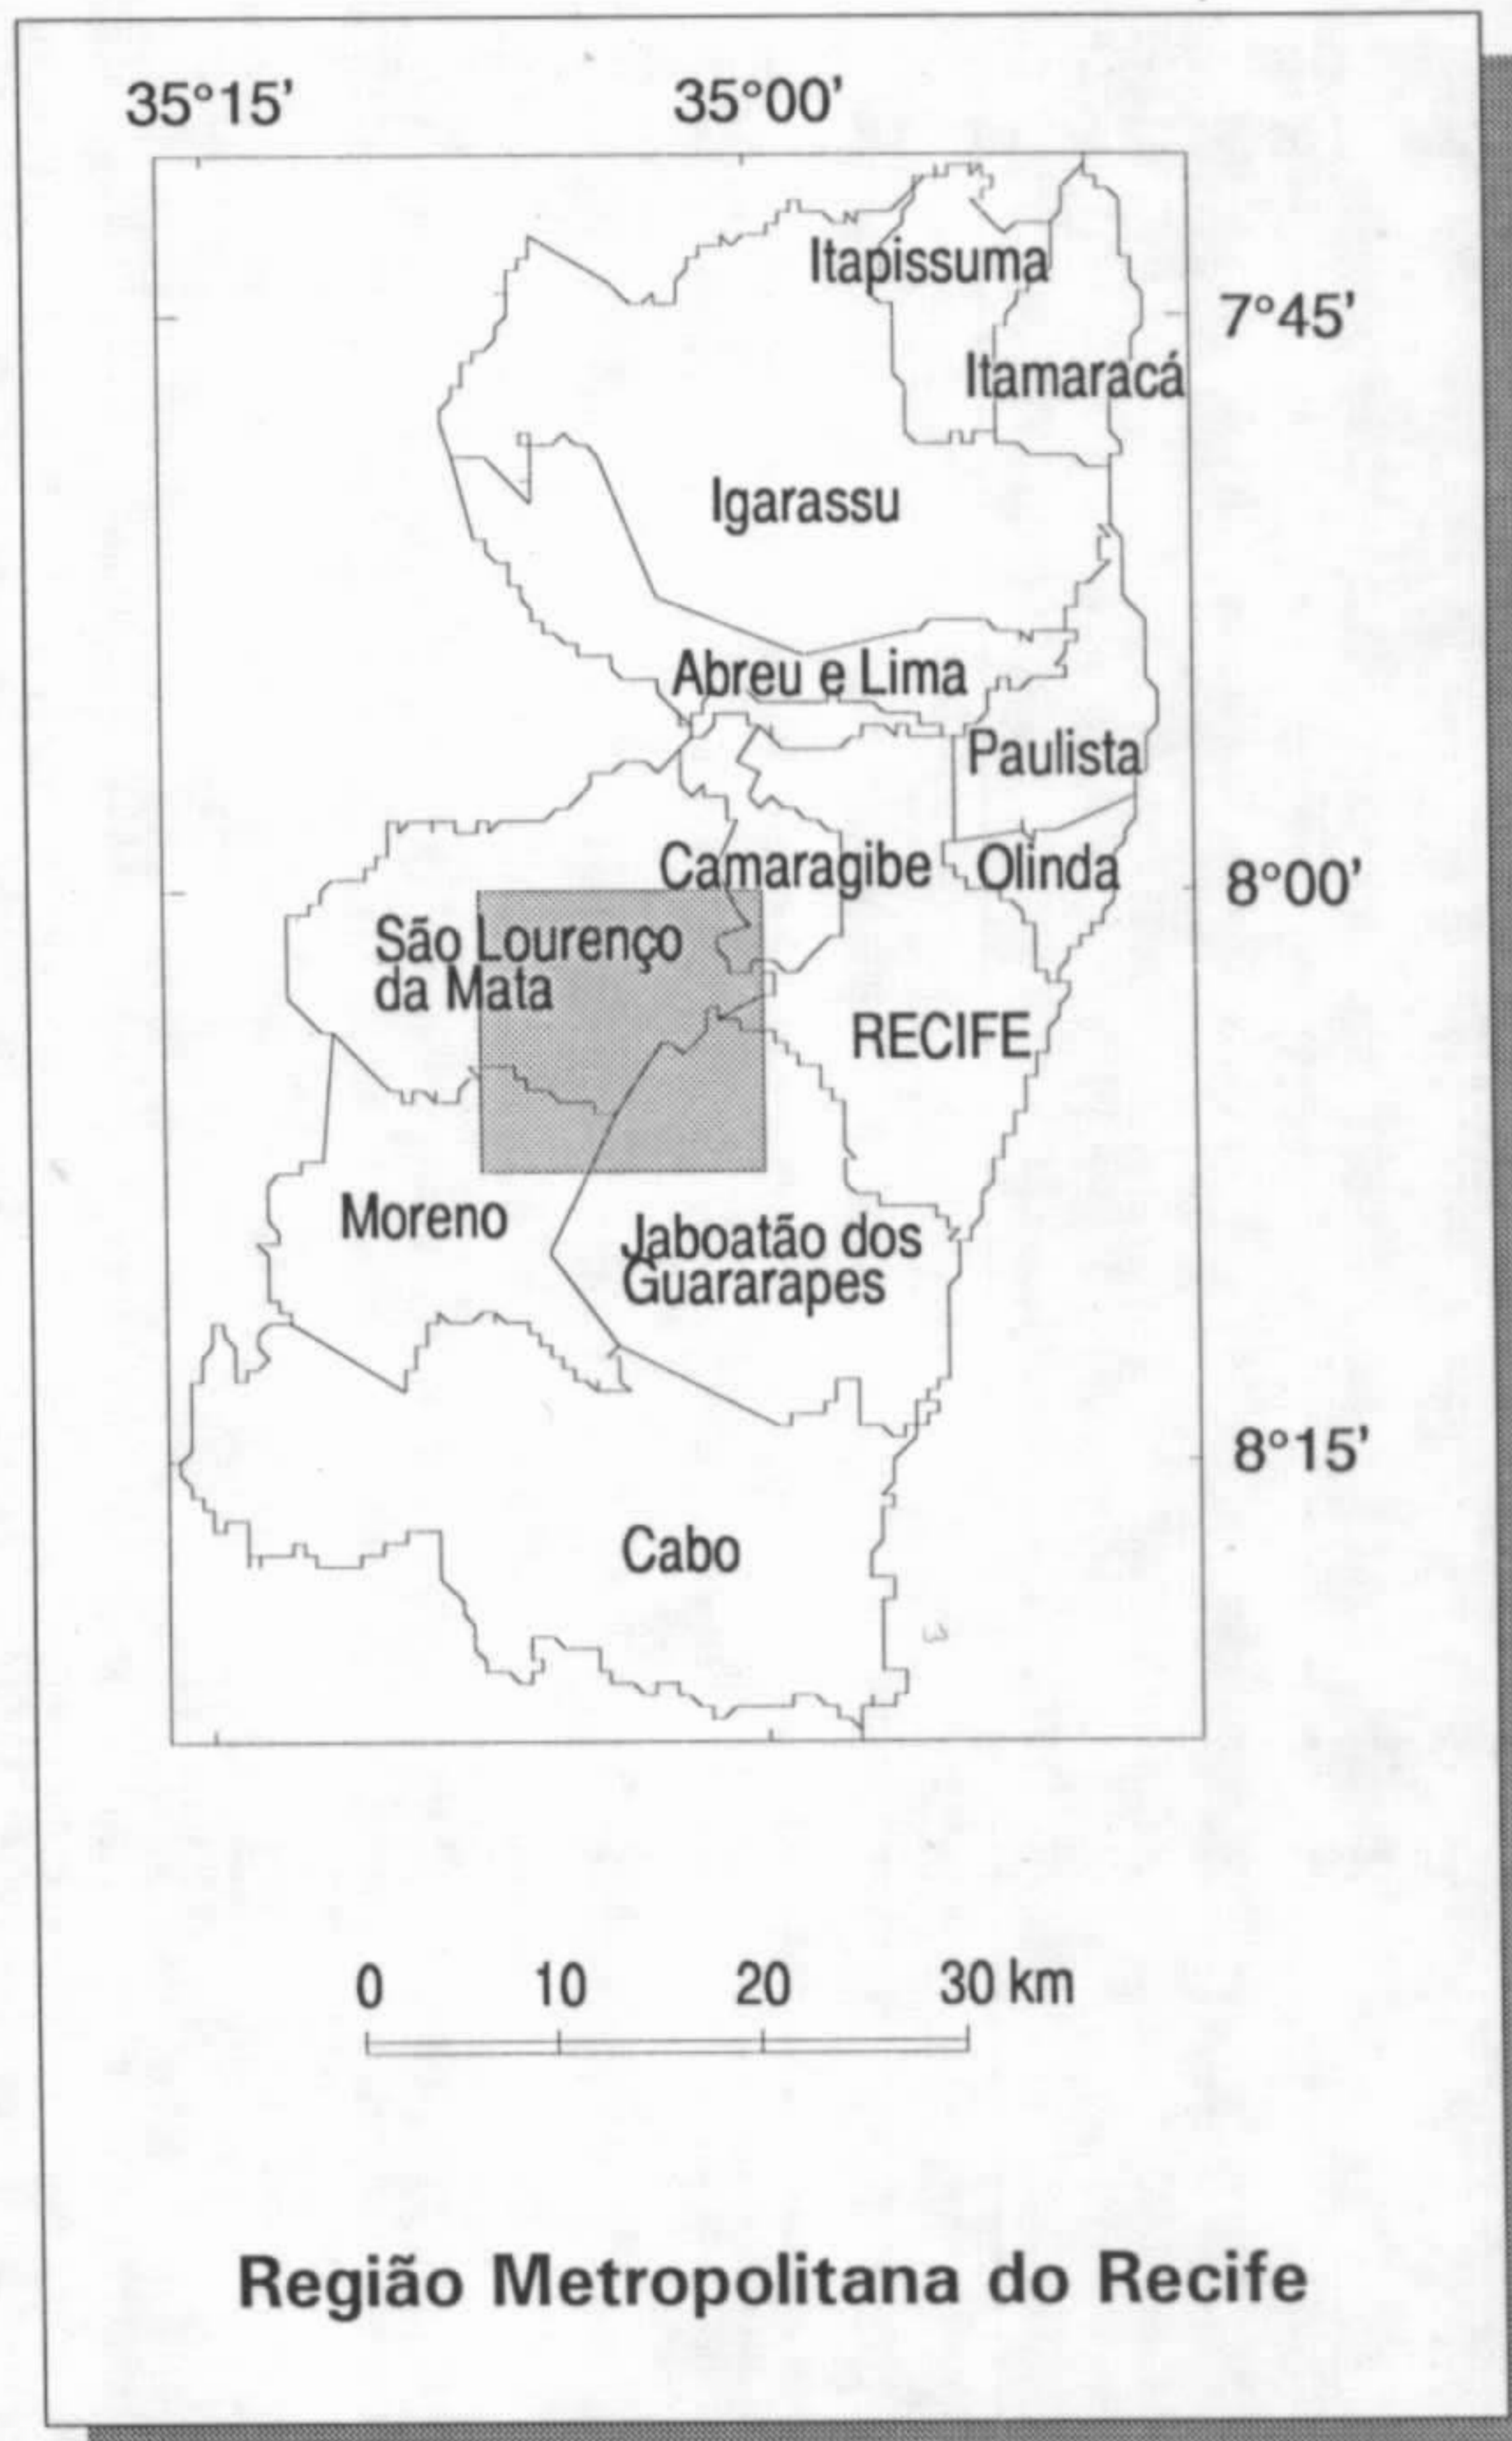 35°15' 35°00'
Itapissuma
7°45'
Itamaracá
Igarassu
Abreu e Lima
Paulista
Camaragibe
Olinda
8°00'
São Lourenço
da Mata
RECIFE
Moreno
Jaboatão dos
Guararapes
8°15'
Cabo
0 10 20 30 km
Região Metropolitana do Recife